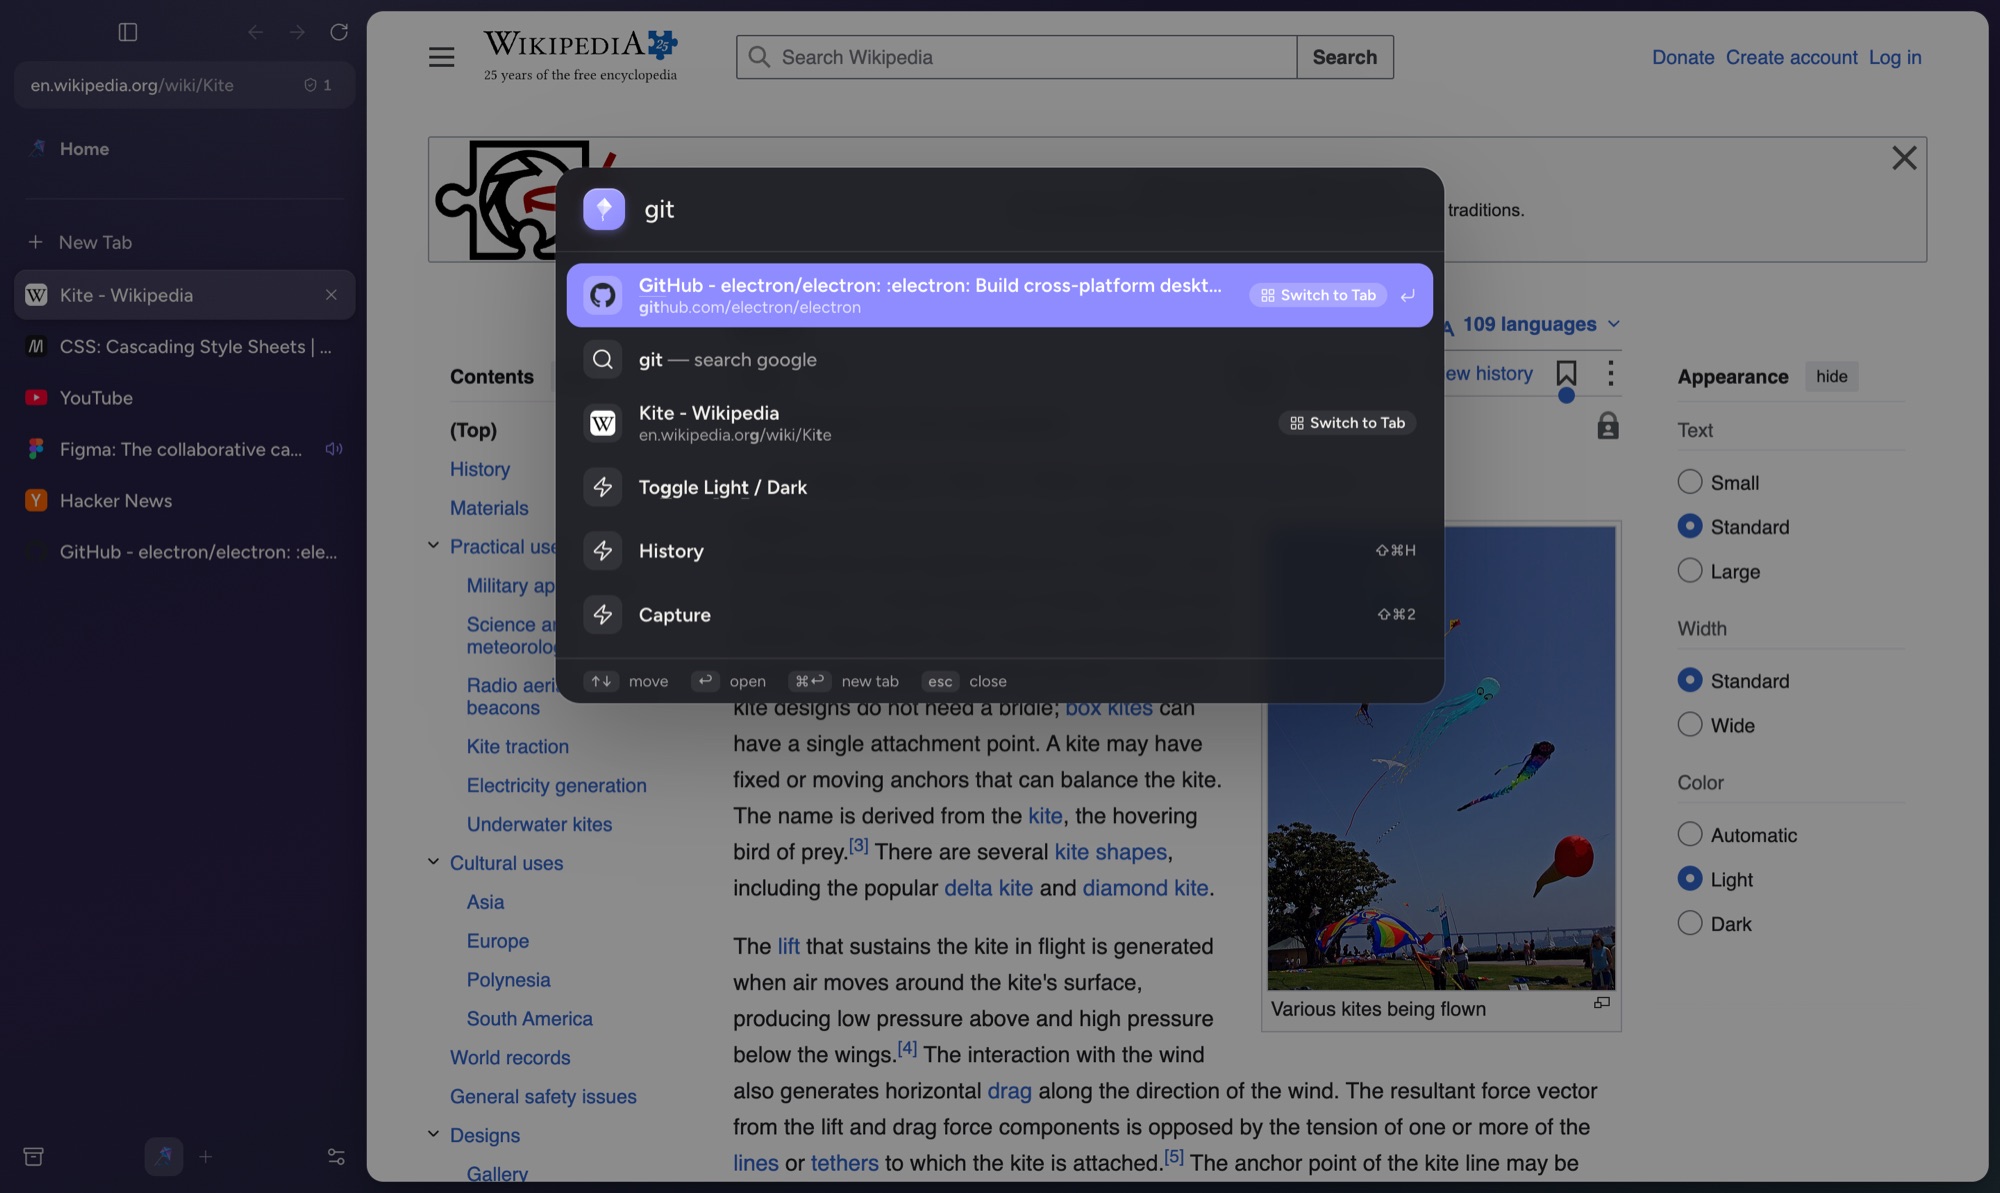 en.wikipedia.org/wiki/Kite
1
Home
New Tab
Kite - Wikipedia
CSS: Cascading Style Sheets | ...
YouTube
Figma: The collaborative ca...
Hacker News
GitHub - electron/electron: :ele...
WIKIPEDIA
25
25 years of the free encyclopedia
Search Wikipedia
Search
Donate
Create account
Log in
traditions.
git
GitHub - electron/electron: :electron: Build cross-platform deskt...
github.com/electron/electron
Switch to Tab
git — search google
Kite - Wikipedia
en.wikipedia.org/wiki/Kite
Switch to Tab
Toggle Light / Dark
History
⇧⌘H
Capture
⇧⌘2
↑↓ move
↩ open
⌘↩ new tab
esc close
109 languages
ew history
Contents
(Top)
History
Materials
Practical use
Military ap
Science a
meteorolo
Radio aeri
beacons
Kite traction
Electricity generation
Underwater kites
Cultural uses
Asia
Europe
Polynesia
South America
World records
General safety issues
Designs
Gallery
kite designs do not need a bridle; box kites can
have a single attachment point. A kite may have
fixed or moving anchors that can balance the kite.
The name is derived from the kite, the hovering
bird of prey.[3] There are several kite shapes,
including the popular delta kite and diamond kite.
The lift that sustains the kite in flight is generated
when air moves around the kite's surface,
producing low pressure above and high pressure
below the wings.[4] The interaction with the wind
also generates horizontal drag along the direction of the wind. The resultant force vector
from the lift and drag force components is opposed by the tension of one or more of the
lines or tethers to which the kite is attached.[5] The anchor point of the kite line may be
Various kites being flown
Appearance
hide
Text
Small
Standard
Large
Width
Standard
Wide
Color
Automatic
Light
Dark